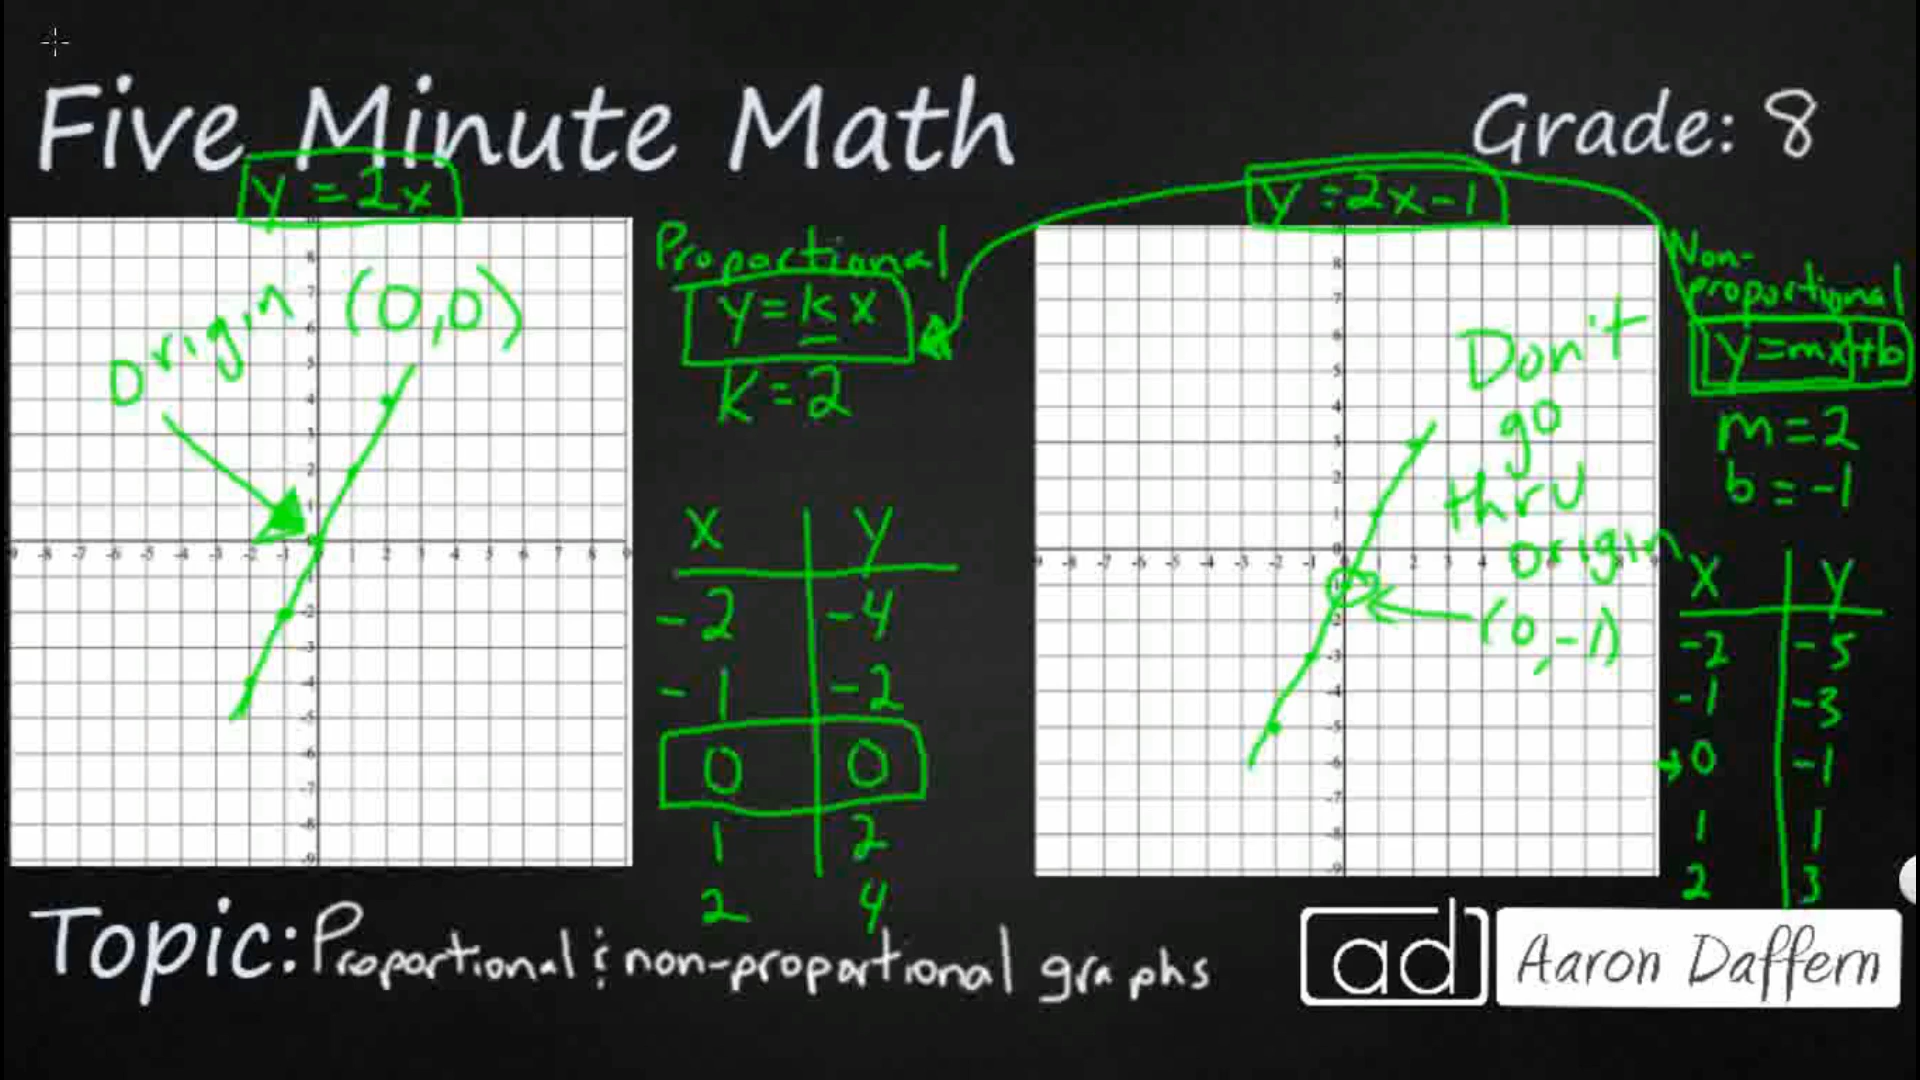 Five Minute Math
Grade: 8
y = 2x
Origin (0,0)
Proportional
y = kx
k = 2
X Y
-2 -4
-1 -2
0 0
1 2
2 4
y = 2x-1
Don't
go
thru
origin
(0,-1)
Non-
proportional
y=mx+b
m=2
b=-1
X Y
-2 -5
-1 -3
0 -1
1 1
2 3
Topic: Proportional & non-proportional graphs
ad Aaron Daffern